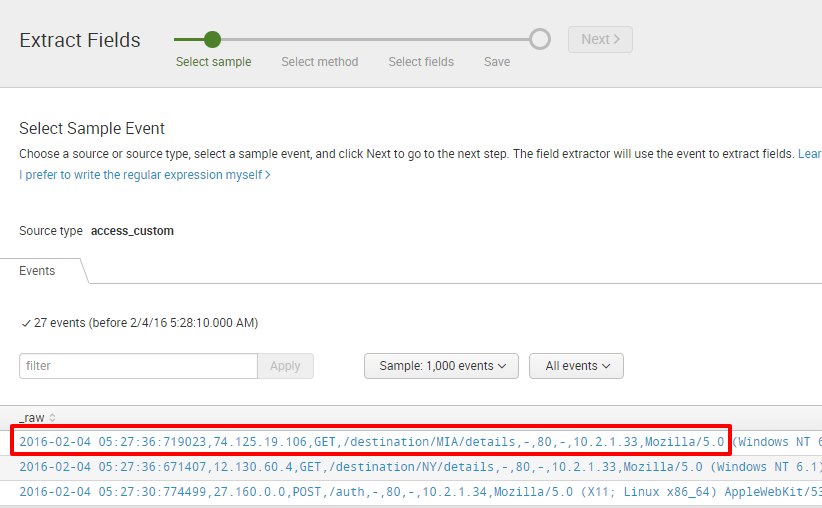 Extract Fields
Next >
Select sample Select method Select fields Save
Select Sample Event
Choose a source or source type, select a sample event, and click Next to go to the next step. The field extractor will use the event to extract fields. Lear
I prefer to write the regular expression myself >
Source type access_custom
Events
✓ 27 events (before 2/4/16 5:28:10.000 AM)
filter Apply Sample: 1,000 events All events
_raw
2016-02-04 05:27:36:719023,74.125.19.106,GET,/destination/MIA/details,-,80,-,10.2.1.33,Mozilla/5.0 (Windows NT 6
2016-02-04 05:27:36:671407,12.130.60.4,GET,/destination/NY/details,-,80,-,10.2.1.33,Mozilla/5.0 (Windows NT 6.1)
2016-02-04 05:27:30:774499,27.160.0.0,POST,/auth,-,80,-,10.2.1.34,Mozilla/5.0 (X11; Linux x86_64) AppleWebKit/53